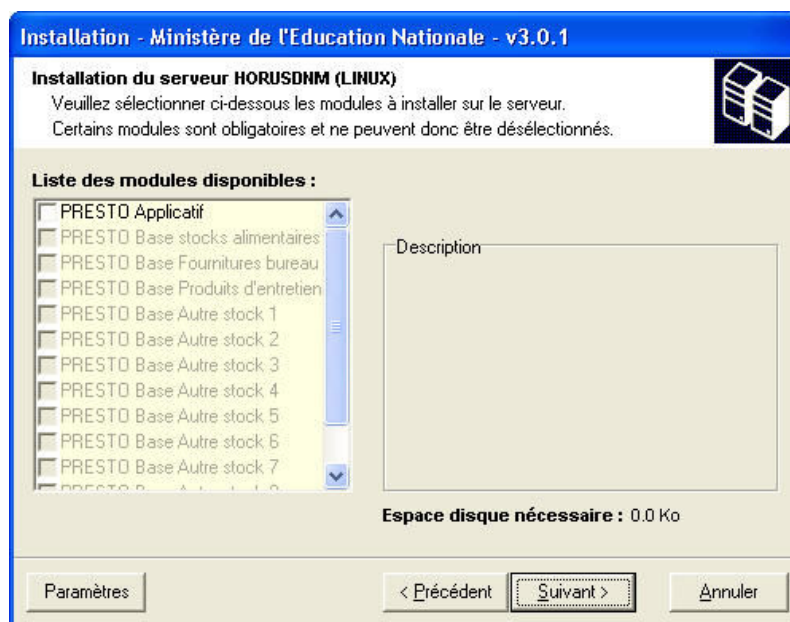 Installation - Ministère de l'Education Nationale - v3.0.1
Installation du serveur HORUSDNM (LINUX)
Veuillez sélectionner ci-dessous les modules à installer sur le serveur.
Certains modules sont obligatoires et ne peuvent donc être désélectionnés.
Liste des modules disponibles :
PRESTO Applicatif
PRESTO Base stocks alimentaires
PRESTO Base Fournitures bureau
PRESTO Base Produits d'entretien
PRESTO Base Autre stock 1
PRESTO Base Autre stock 2
PRESTO Base Autre stock 3
PRESTO Base Autre stock 4
PRESTO Base Autre stock 5
PRESTO Base Autre stock 6
PRESTO Base Autre stock 7
Description
Espace disque nécessaire : 0.0 Ko
Paramètres
< Précédent
Suivant >
Annuler